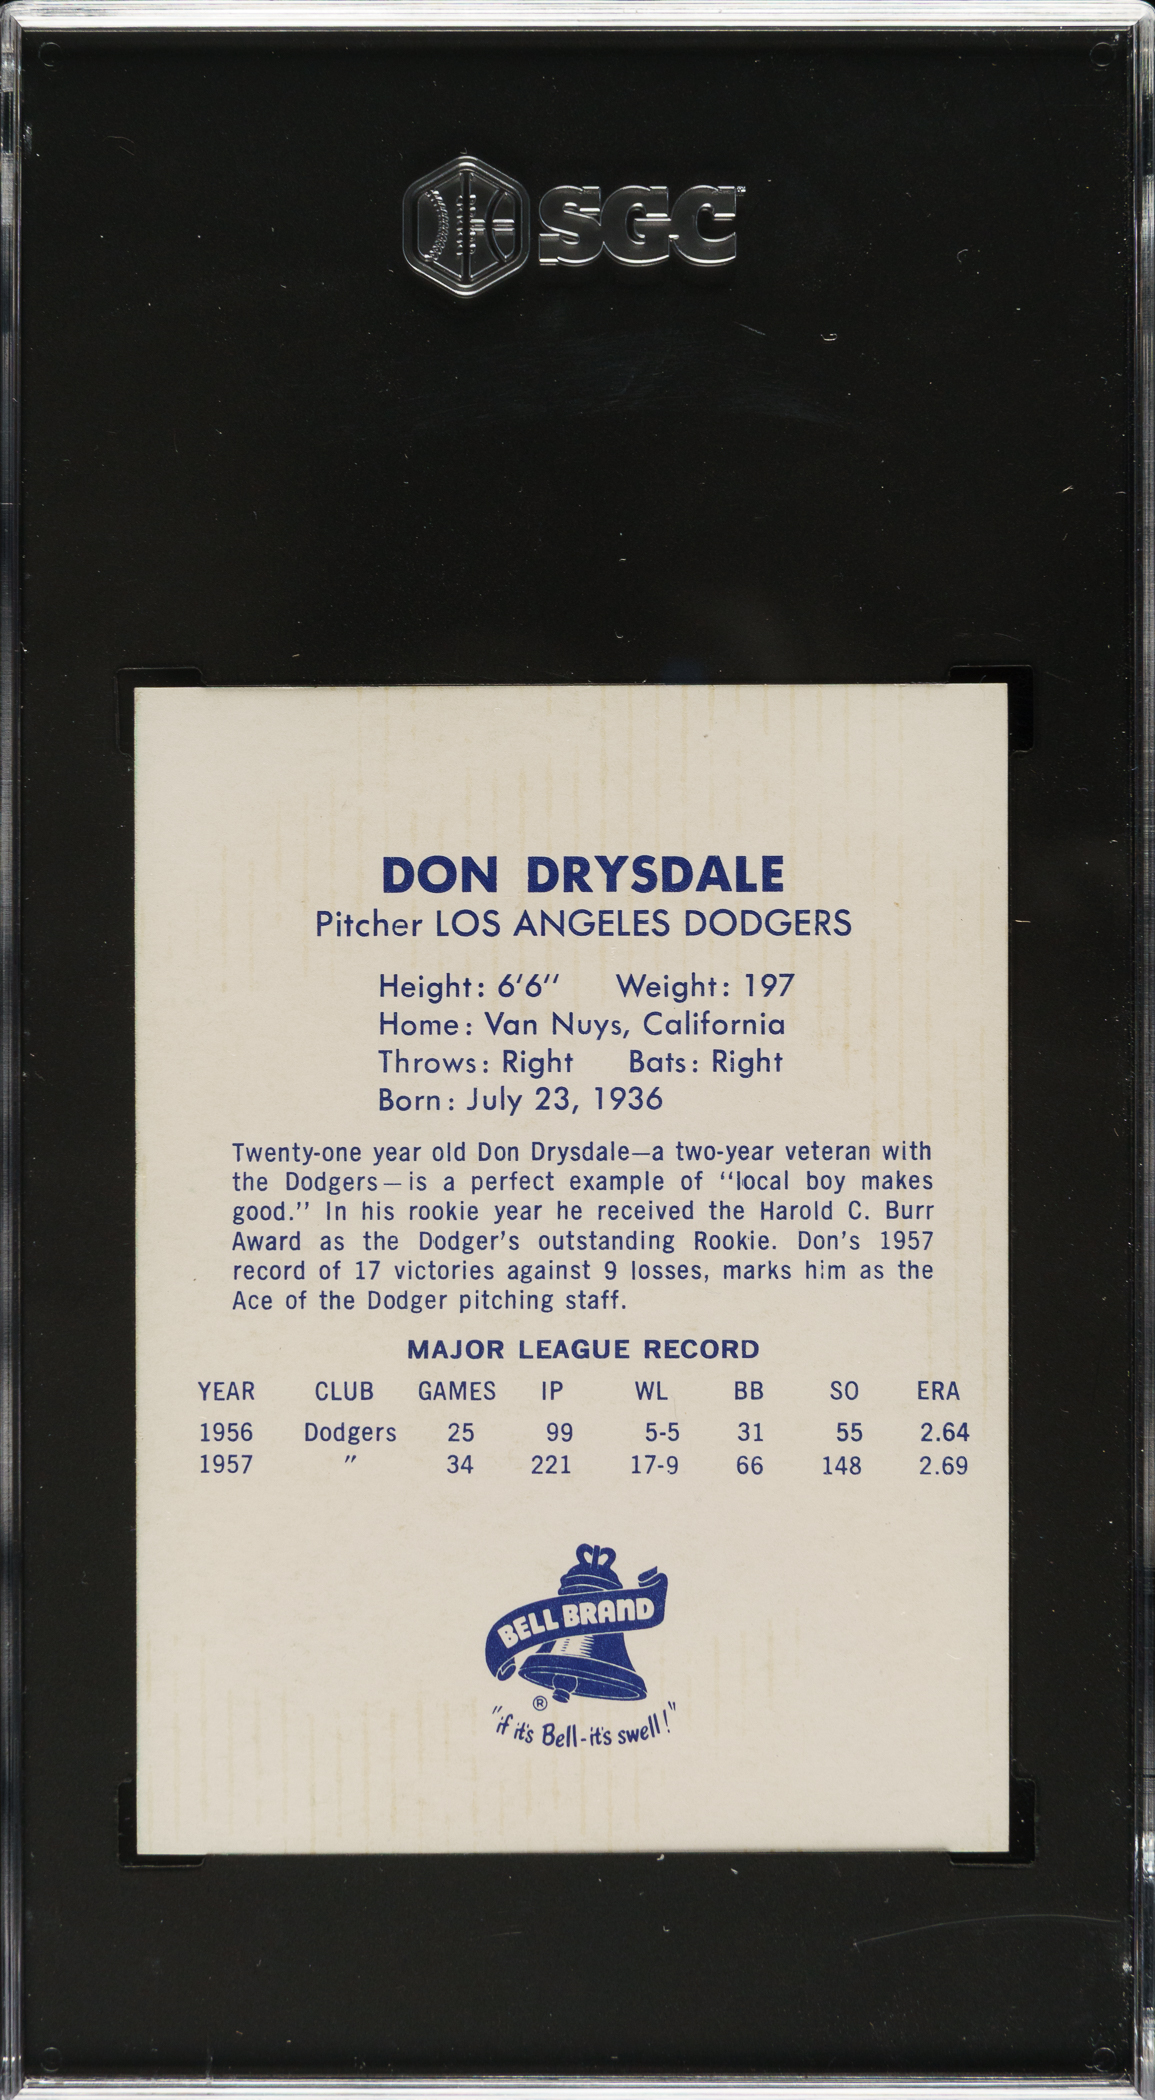 SGC
DON DRYSDALE
Pitcher LOS ANGELES DODGERS
Height: 6'6" Weight: 197
Home: Van Nuys, California
Throws: Right Bats: Right
Born: July 23, 1936
Twenty-one year old Don Drysdale—a two-year veteran with
the Dodgers—is a perfect example of "local boy makes
good." In his rookie year he received the Harold C. Burr
Award as the Dodger's outstanding Rookie. Don's 1957
record of 17 victories against 9 losses, marks him as the
Ace of the Dodger pitching staff.
MAJOR LEAGUE RECORD
YEAR CLUB GAMES IP WL BB SO ERA
1956 Dodgers 25 99 5-5 31 55 2.64
1957 " 34 221 17-9 66 148 2.69
BELL BRAND
®
"if it's Bell-it's swell!"